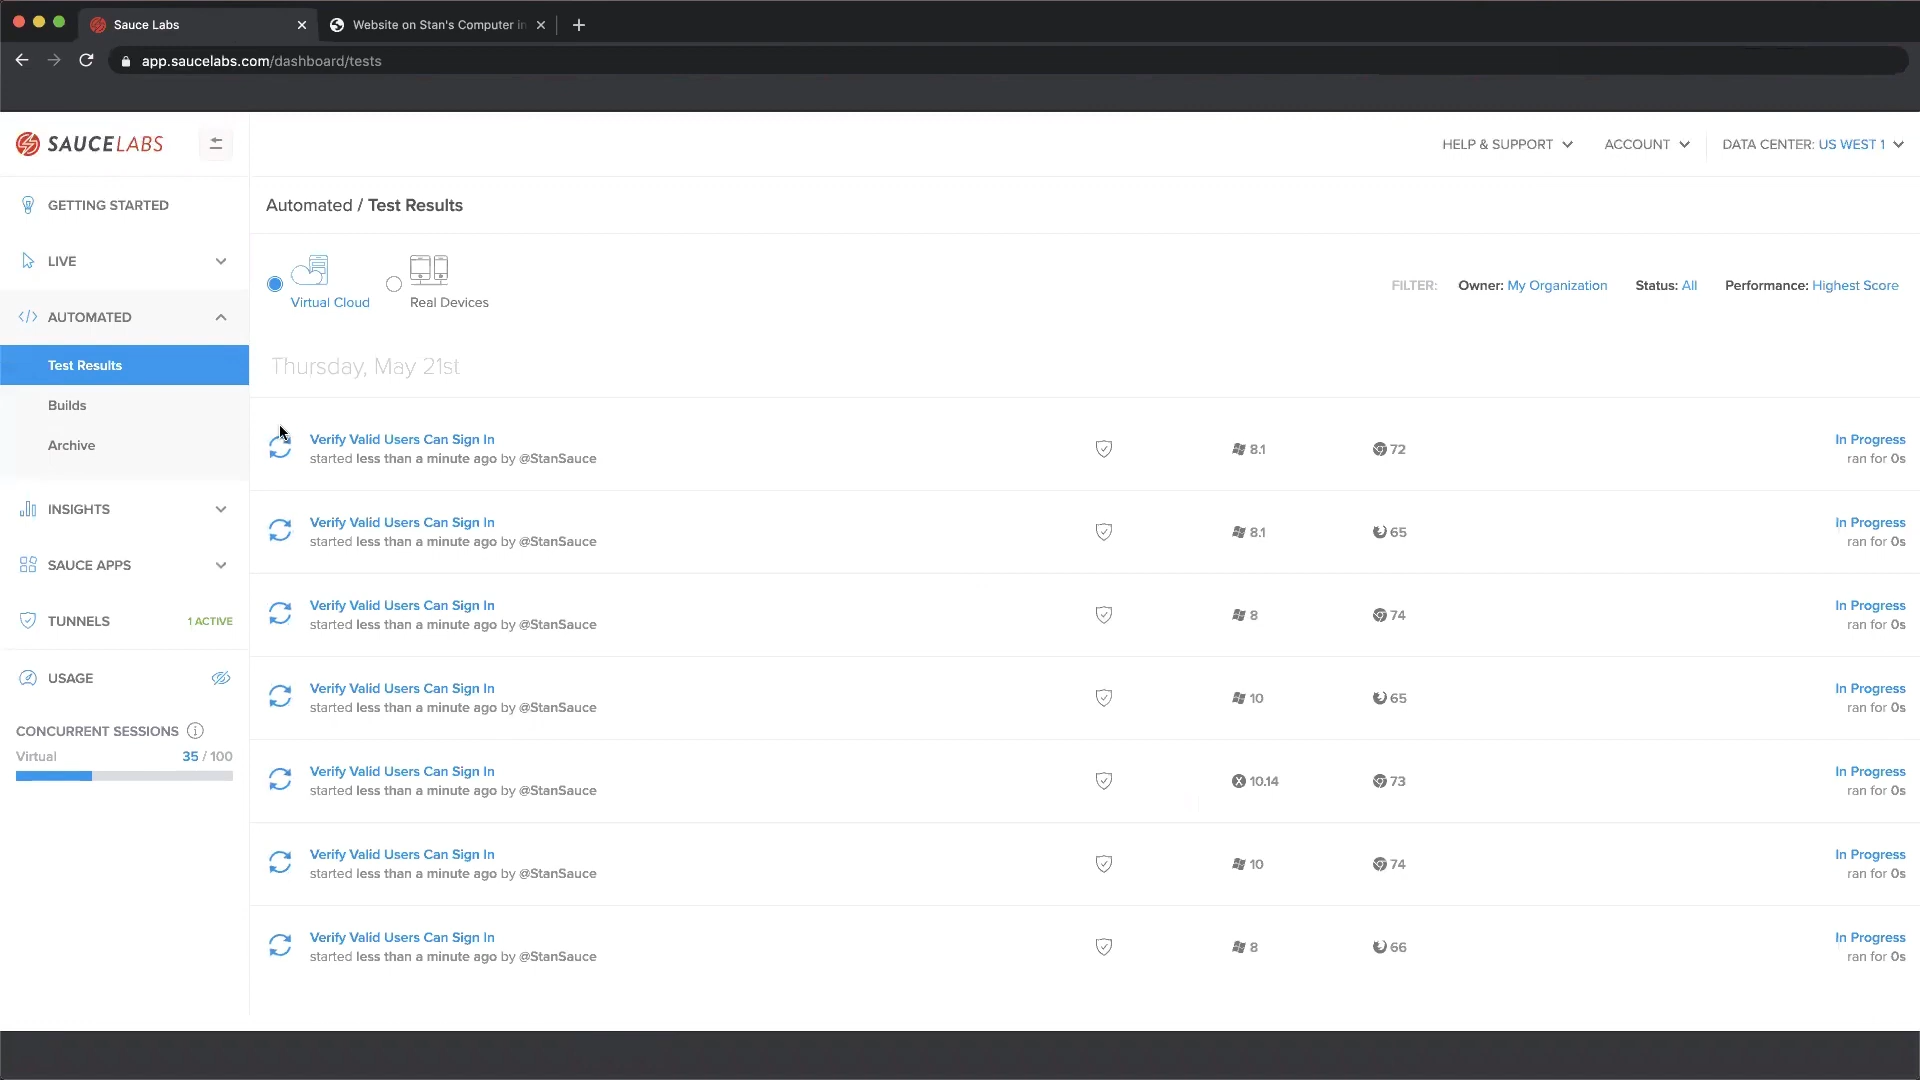 Sauce Labs
Website on Stan's Computer in
app.saucelabs.com/dashboard/tests
SAUCELABS
HELP & SUPPORT
ACCOUNT
DATA CENTER: US WEST 1
GETTING STARTED
LIVE
AUTOMATED
Test Results
Builds
Archive
INSIGHTS
SAUCE APPS
TUNNELS
1 ACTIVE
USAGE
CONCURRENT SESSIONS
Virtual
35 / 100
Automated / Test Results
Virtual Cloud
Real Devices
FILTER:
Owner: My Organization
Status: All
Performance: Highest Score
Thursday, May 21st
Verify Valid Users Can Sign In
started less than a minute ago by @StanSauce
8.1
72
In Progress
ran for 0s
Verify Valid Users Can Sign In
started less than a minute ago by @StanSauce
8.1
65
In Progress
ran for 0s
Verify Valid Users Can Sign In
started less than a minute ago by @StanSauce
8
74
In Progress
ran for 0s
Verify Valid Users Can Sign In
started less than a minute ago by @StanSauce
10
65
In Progress
ran for 0s
Verify Valid Users Can Sign In
started less than a minute ago by @StanSauce
10.14
73
In Progress
ran for 0s
Verify Valid Users Can Sign In
started less than a minute ago by @StanSauce
10
74
In Progress
ran for 0s
Verify Valid Users Can Sign In
started less than a minute ago by @StanSauce
8
66
In Progress
ran for 0s